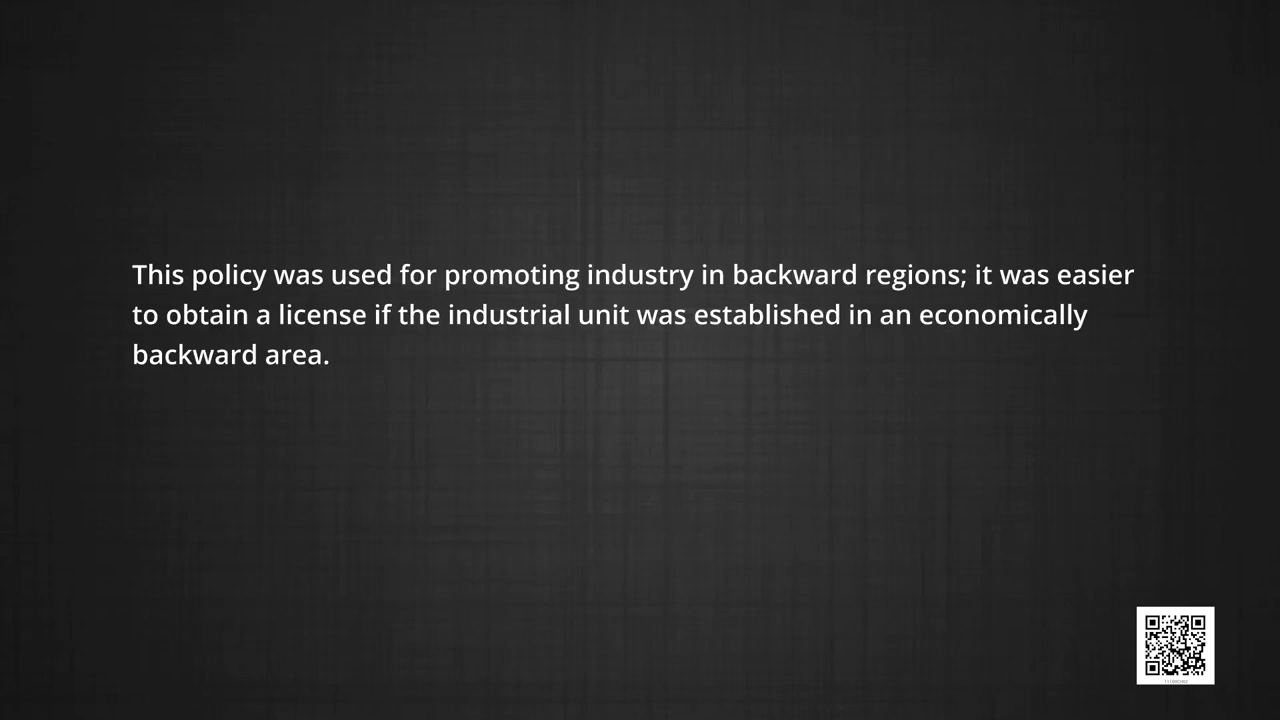 This policy was used for promoting industry in backward regions; it was easier
to obtain a license if the industrial unit was established in an economically
backward area.